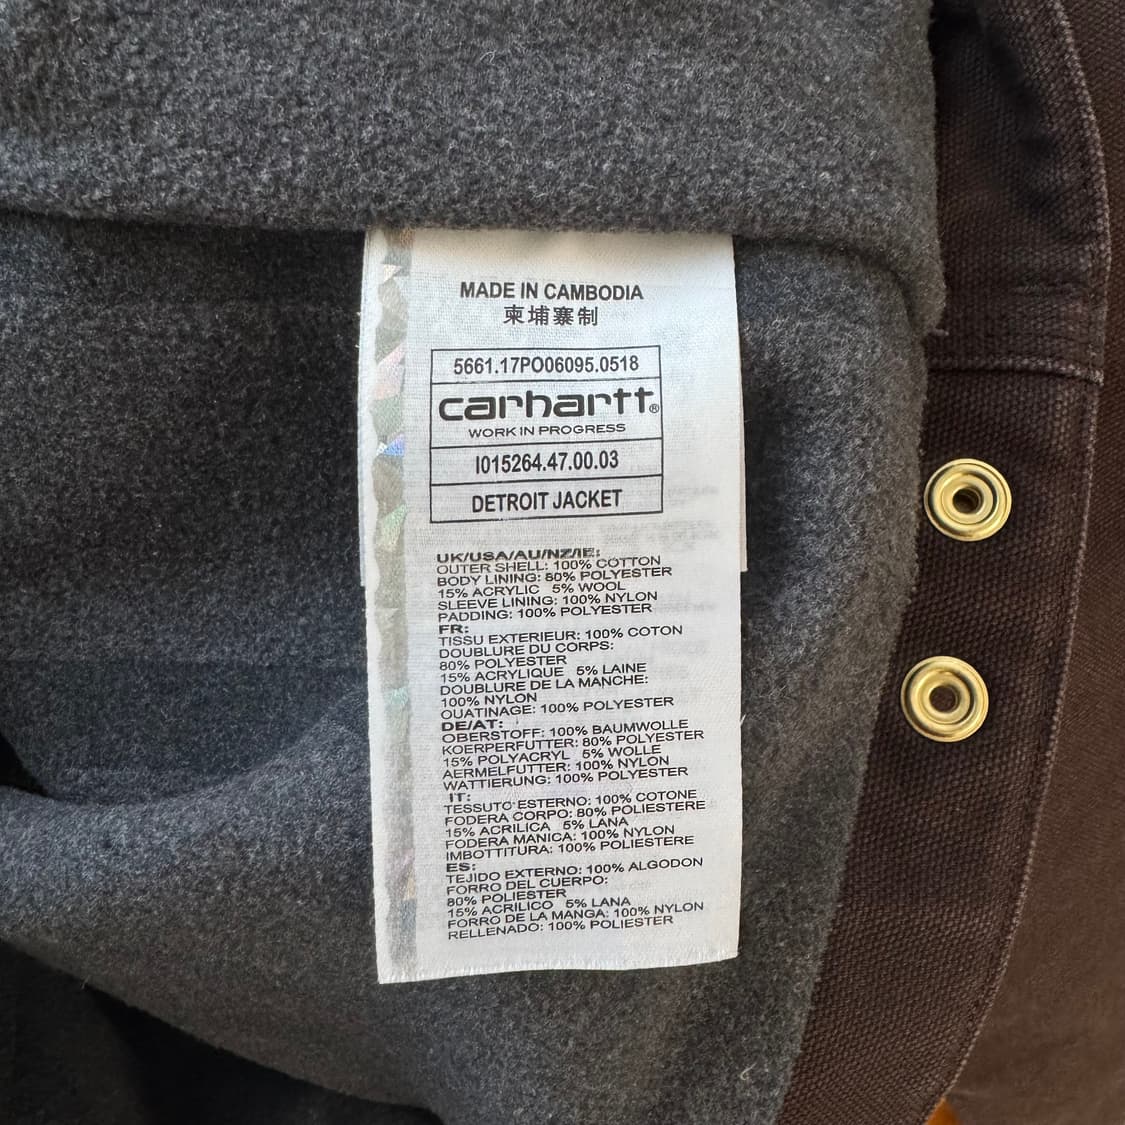 MADE IN CAMBODIA
柬埔寨制
5661.17PO06095.0518
carhartt®
WORK IN PROGRESS
I015264.47.00.03
DETROIT JACKET
UK/USA/AU/NZ/IE:
OUTER SHELL: 100% COTTON
BODY LINING: 80% POLYESTER
15% ACRYLIC 5% WOOL
SLEEVE LINING: 100% NYLON
PADDING: 100% POLYESTER
FR:
TISSU EXTERIEUR: 100% COTON
DOUBLURE DU CORPS:
80% POLYESTER
15% ACRYLIQUE 5% LAINE
DOUBLURE DE LA MANCHE:
100% NYLON
OUATINAGE: 100% POLYESTER
DE/AT:
OBERSTOFF: 100% BAUMWOLLE
KOERPERFUTTER: 80% POLYESTER
15% POLYACRYL 5% WOLLE
AERMELFUTTER: 100% NYLON
WATTIERUNG: 100% POLYESTER
IT:
TESSUTO ESTERNO: 100% COTONE
FODERA CORPO: 80% POLIESTERE
15% ACRILICA 5% LANA
FODERA MANICA: 100% NYLON
IMBOTTITURA: 100% POLIESTERE
ES:
TEJIDO EXTERNO: 100% ALGODON
FORRO DEL CUERPO:
80% POLIESTER
15% ACRILICO 5% LANA
FORRO DE LA MANGA: 100% NYLON
RELLENADO: 100% POLIESTER